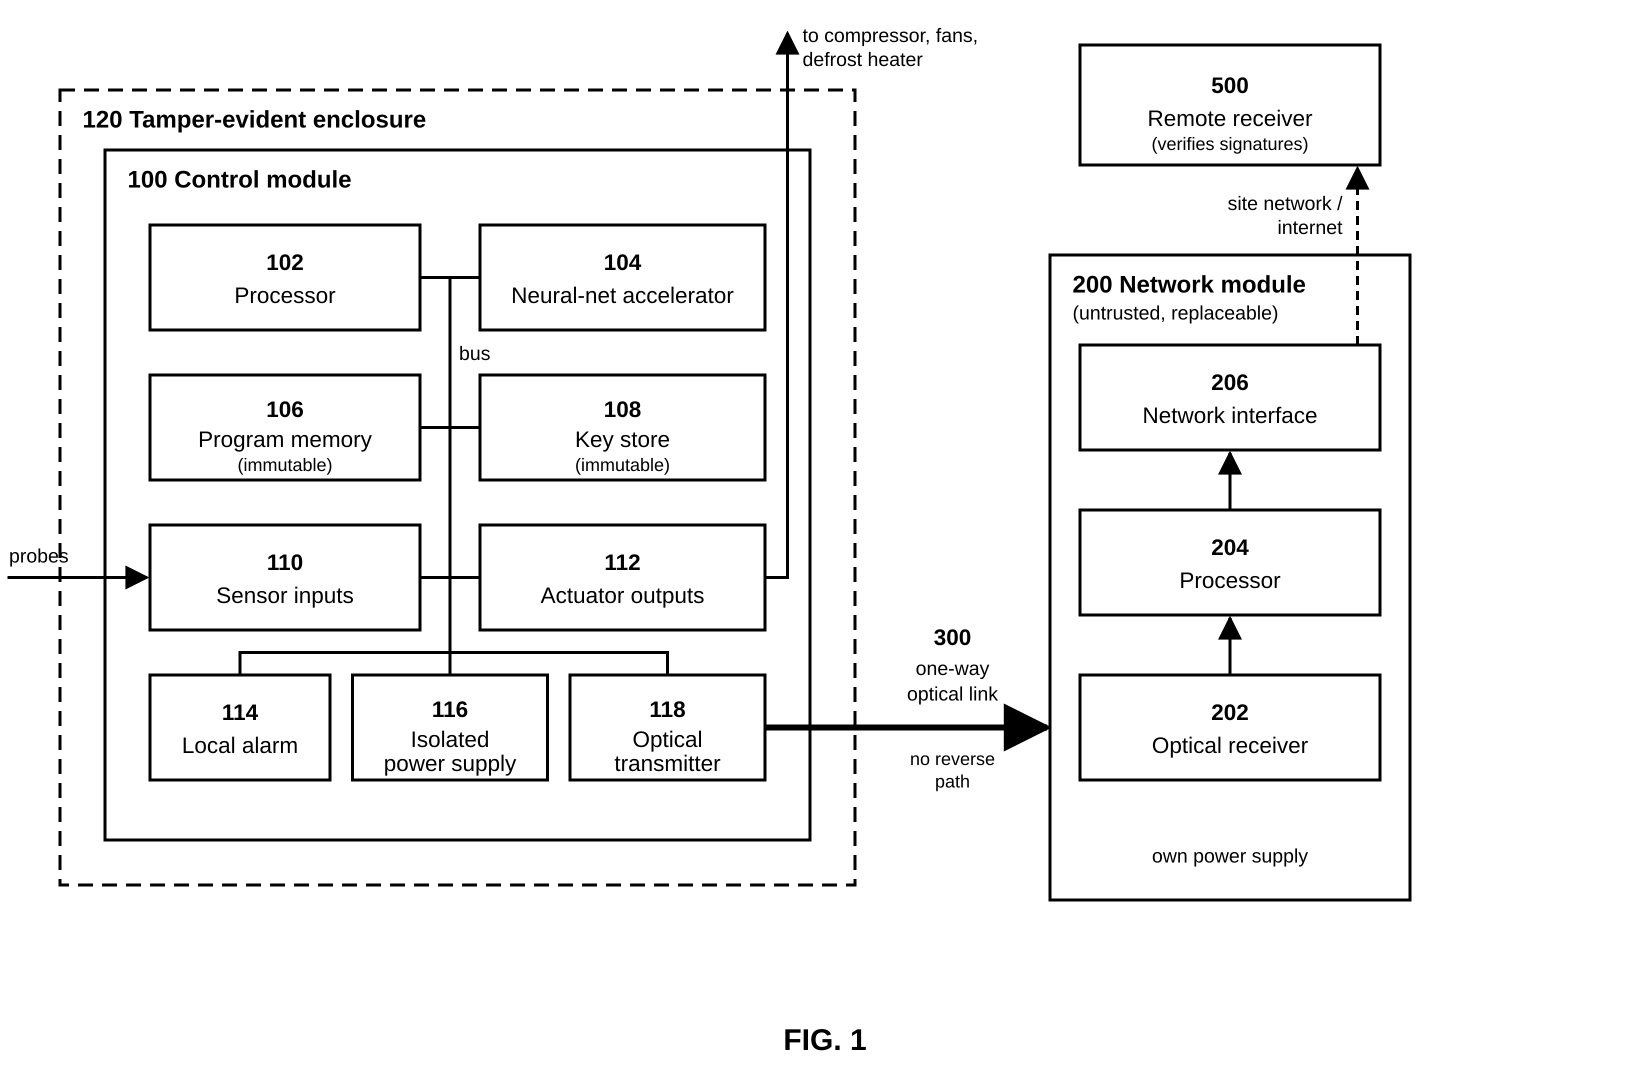 to compressor, fans,
defrost heater
120 Tamper-evident enclosure
100 Control module
102
Processor
104
Neural-net accelerator
bus
106
Program memory
(immutable)
108
Key store
(immutable)
probes
110
Sensor inputs
112
Actuator outputs
114
Local alarm
116
Isolated
power supply
118
Optical
transmitter
300
one-way
optical link
no reverse
path
500
Remote receiver
(verifies signatures)
site network /
internet
200 Network module
(untrusted, replaceable)
206
Network interface
204
Processor
202
Optical receiver
own power supply
FIG. 1